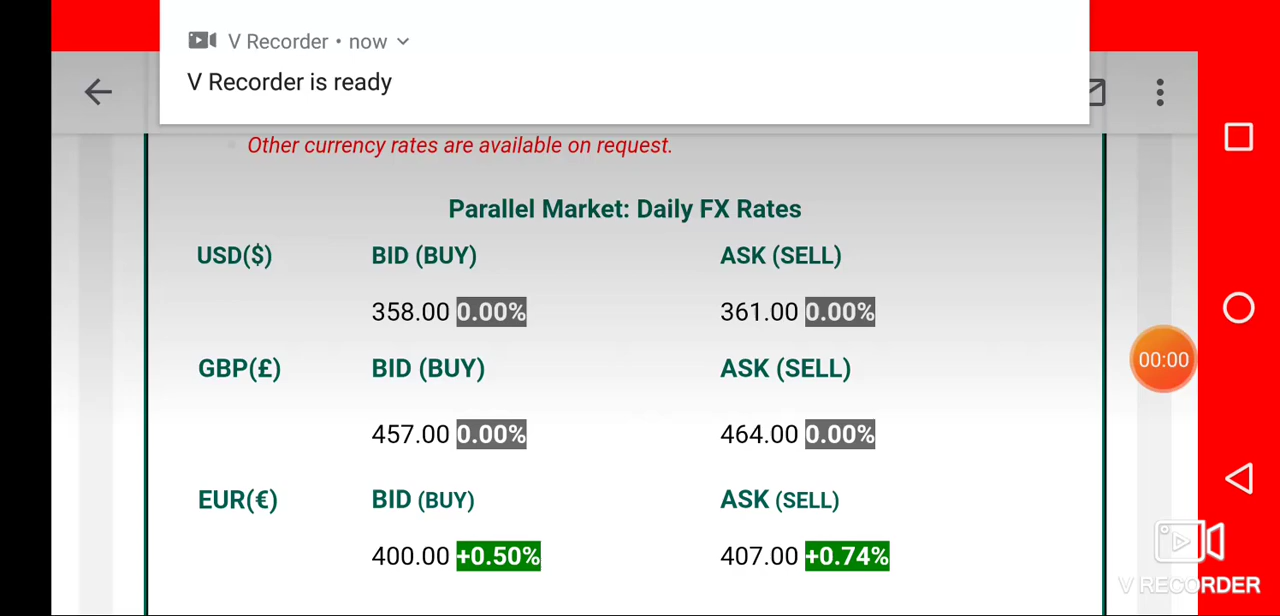 V Recorder • now
V Recorder is ready
Other currency rates are available on request.
Parallel Market: Daily FX Rates
USD($) BID (BUY) ASK (SELL)
358.00 0.00% 361.00 0.00%
GBP(£) BID (BUY) ASK (SELL)
457.00 0.00% 464.00 0.00%
00:00
EUR(€) BID (BUY) ASK (SELL)
400.00 +0.50% 407.00 +0.74%
V RECORDER